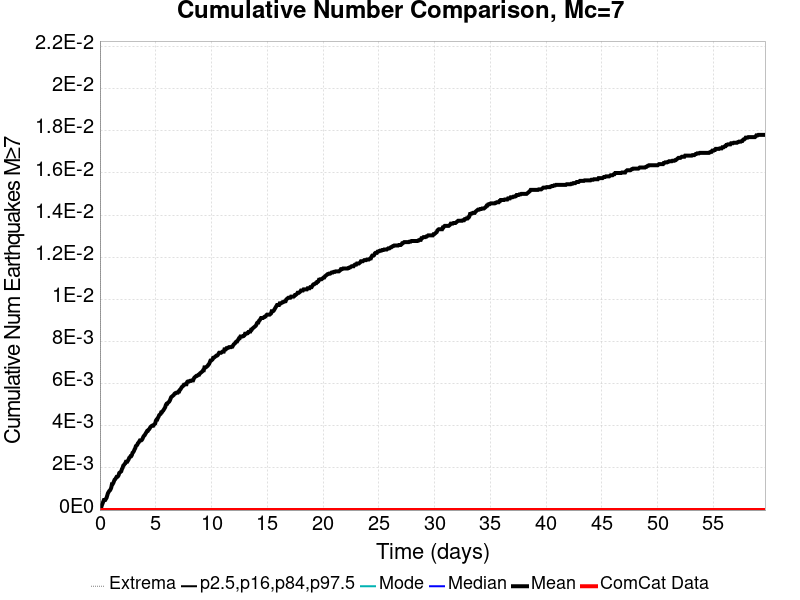 Cumulative Number Comparison, Mc=7
Cumulative Num Earthquakes M≥7
2.2E-2
2E-2
1.8E-2
1.6E-2
1.4E-2
1.2E-2
1E-2
8E-3
6E-3
4E-3
2E-3
0E0
0 5 10 15 20 25 30 35 40 45 50 55
Time (days)
Extrema p2.5,p16,p84,p97.5 Mode Median Mean ComCat Data